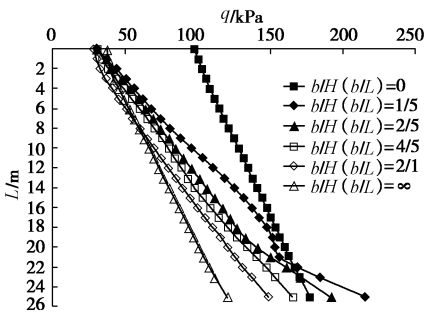 q/kPa
0 50 100 150 200 250
2
4
6
8
10
12
14
16
18
20
22
24
26
L/m
b/H (b/L)=0
b/H (b/L)=1/5
b/H (b/L)=2/5
b/H (b/L)=4/5
b/H (b/L)=2/1
b/H (b/L)=∞